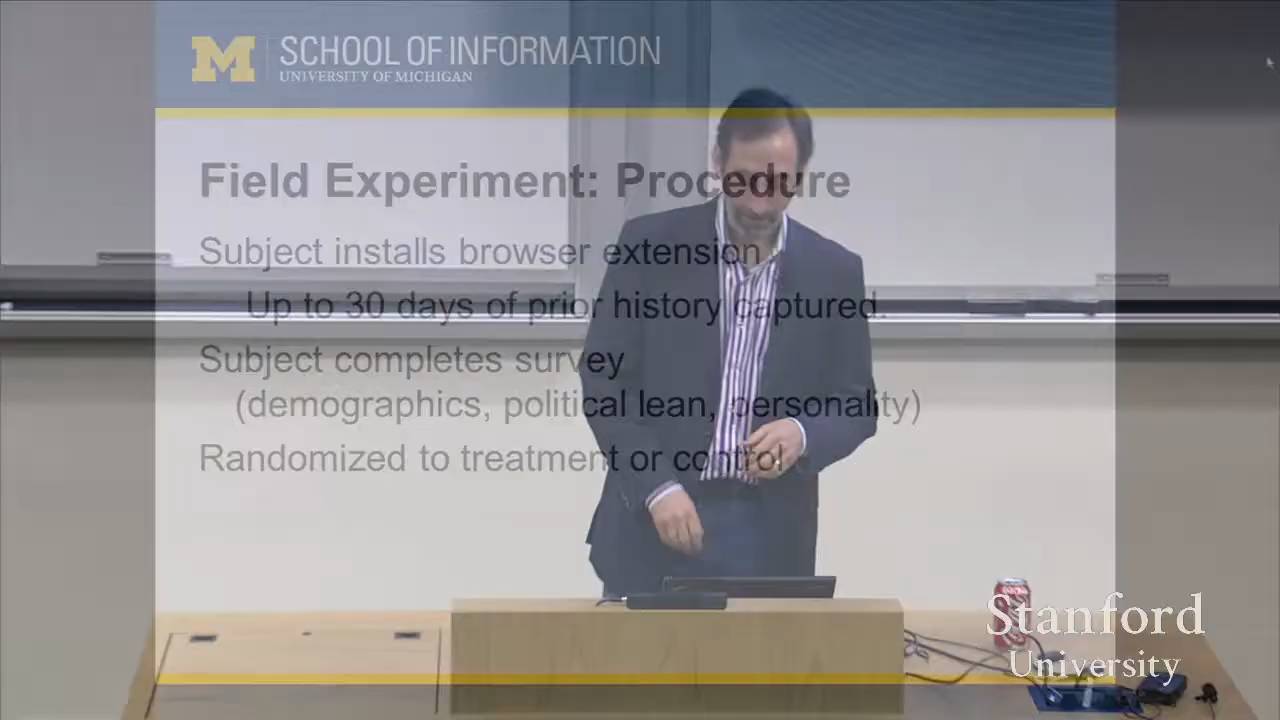 M
SCHOOL OF INFORMATION
UNIVERSITY OF MICHIGAN
Field Experiment: Procedure
Subject installs browser extension
Up to 30 days of prior history captured.
Subject completes survey
(demographics, political lean, personality)
Randomized to treatment or control
Stanford
University